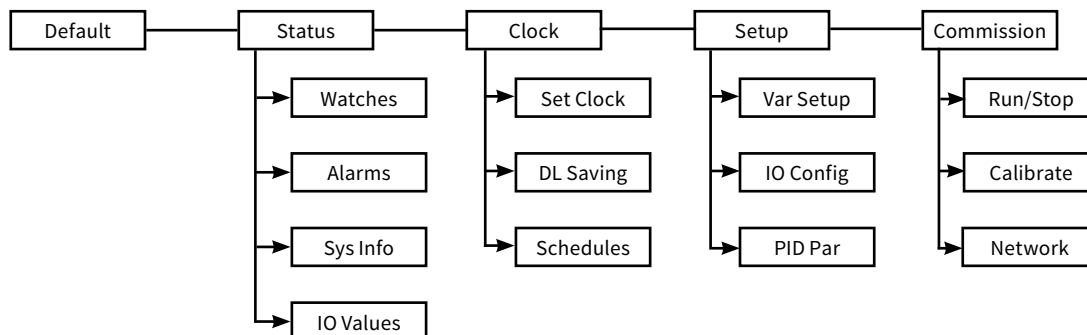 Default
Status
Clock
Setup
Commission
Watches
Alarms
Sys Info
IO Values
Set Clock
DL Saving
Schedules
Var Setup
IO Config
PID Par
Run/Stop
Calibrate
Network